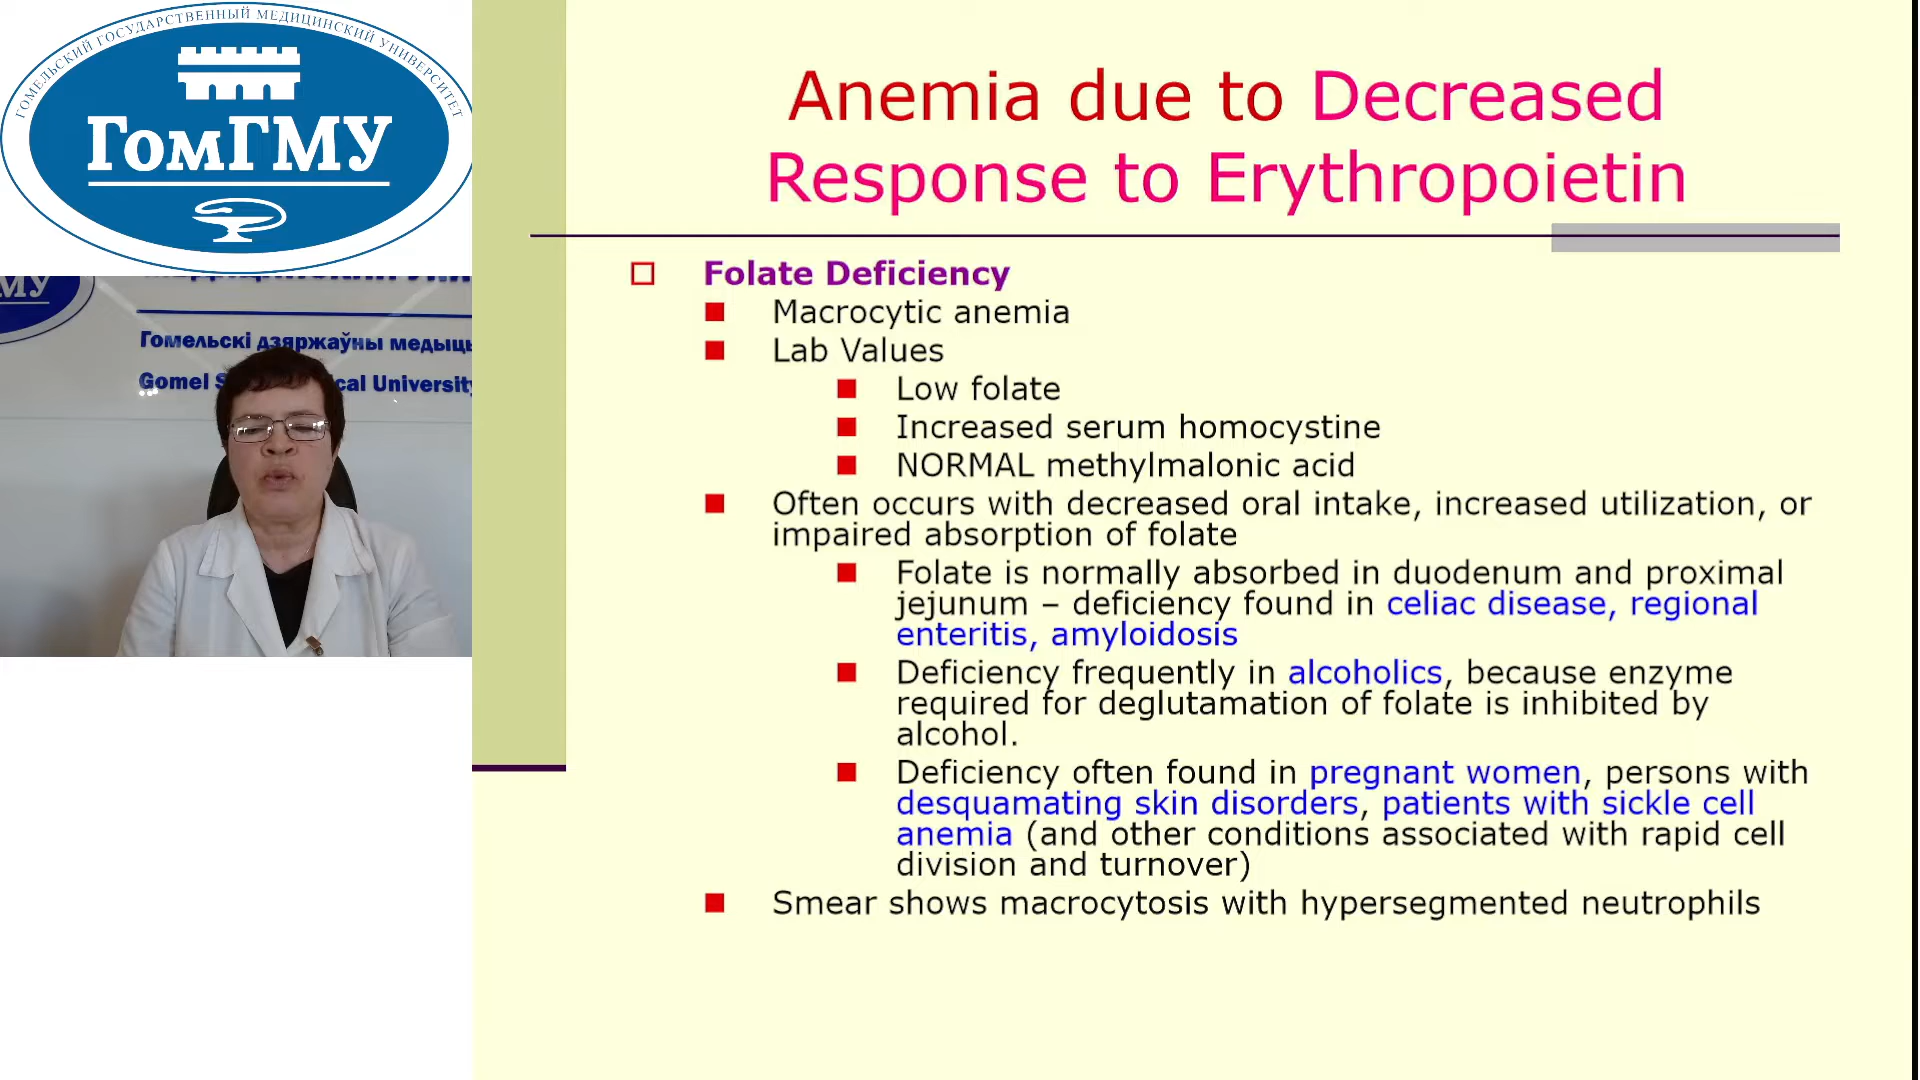 ГОМЕЛЬСКИЙ ГОСУДАРСТВЕННЫЙ МЕДИЦИНСКИЙ УНИВЕРСИТЕТ
ГомГМУ
МУ
Гомельскі дзяржаўны медыць
Gomel S cal University
Anemia due to Decreased
Response to Erythropoietin
Folate Deficiency
Macrocytic anemia
Lab Values
Low folate
Increased serum homocystine
NORMAL methylmalonic acid
Often occurs with decreased oral intake, increased utilization, or
impaired absorption of folate
Folate is normally absorbed in duodenum and proximal
jejunum – deficiency found in celiac disease, regional
enteritis, amyloidosis
Deficiency frequently in alcoholics, because enzyme
required for deglutamation of folate is inhibited by
alcohol.
Deficiency often found in pregnant women, persons with
desquamating skin disorders, patients with sickle cell
anemia (and other conditions associated with rapid cell
division and turnover)
Smear shows macrocytosis with hypersegmented neutrophils